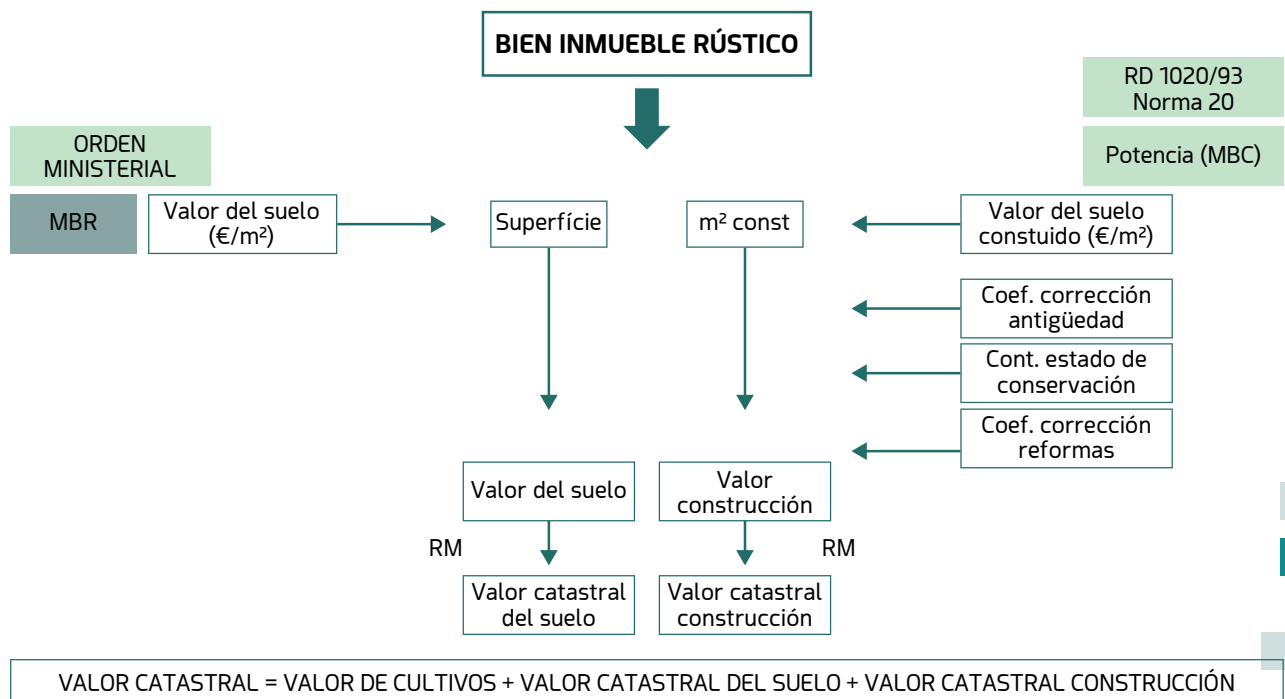 BIEN INMUEBLE RÚSTICO
RD 1020/93
Norma 20
ORDEN
MINISTERIAL
Potencia (MBC)
MBR
Valor del suelo
(€/m²)
Superfície
m² const
Valor del suelo
constuido (€/m²)
Coef. corrección
antigüedad
Cont. estado de
conservación
Coef. corrección
reformas
Valor del suelo
Valor
construcción
RM
RM
Valor catastral
del suelo
Valor catastral
construcción
VALOR CATASTRAL = VALOR DE CULTIVOS + VALOR CATASTRAL DEL SUELO + VALOR CATASTRAL CONSTRUCCIÓN